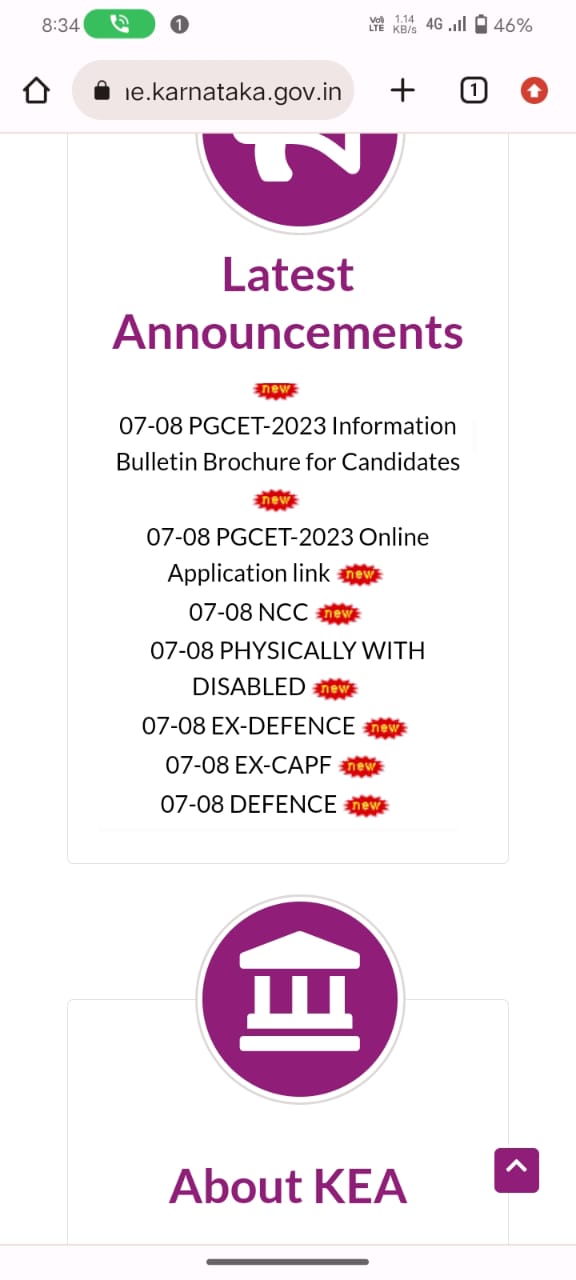 8:34
1
Vo)) 1.14 4G 46%
LTE KB/s
ie.karnataka.gov.in
1
Latest
Announcements
new
07-08 PGCET-2023 Information
Bulletin Brochure for Candidates
new
07-08 PGCET-2023 Online
Application link new
07-08 NCC new
07-08 PHYSICALLY WITH
DISABLED new
07-08 EX-DEFENCE new
07-08 EX-CAPF new
07-08 DEFENCE new
About KEA